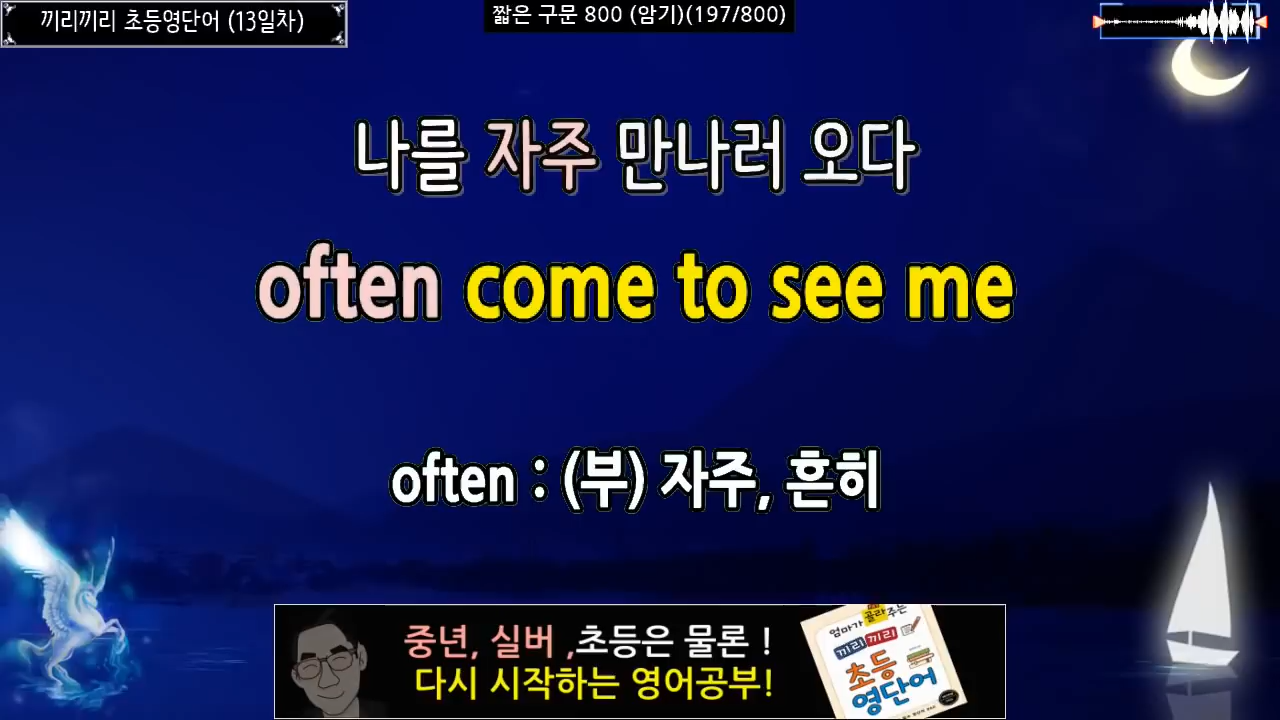 끼리끼리 초등영단어 (13일차)
짧은 구문 800 (암기)(197/800)
나를 자주 만나러 오다
often come to see me
often : (부) 자주, 흔히
중년, 실버 ,초등은 물론 !
다시 시작하는 영어공부!
엄마가 골라주는
끼리끼리
초등
영단어